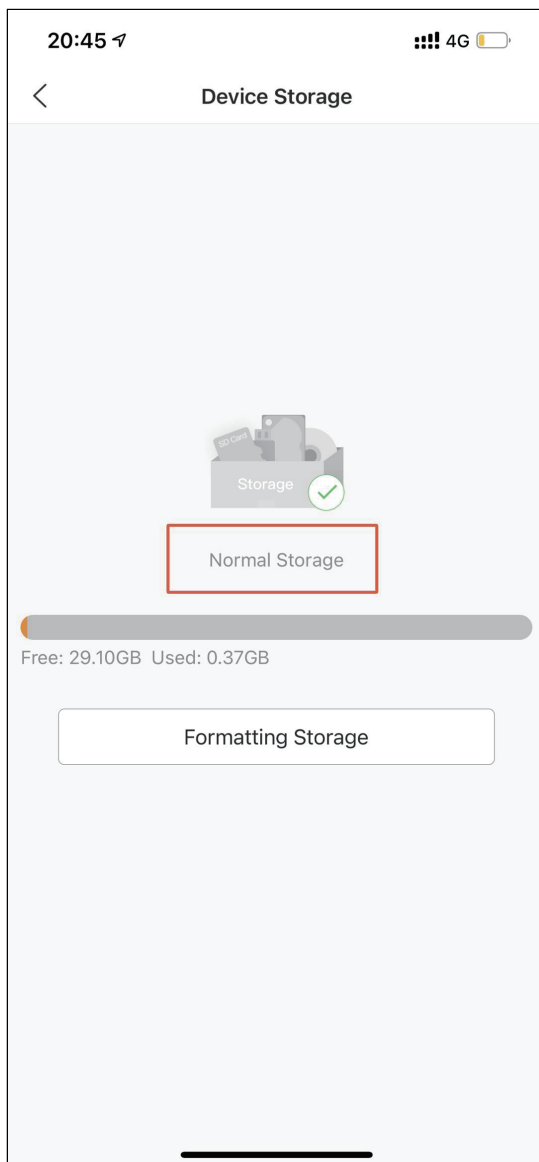 20:45 4G
Device Storage
SD Card
Storage
Normal Storage
Free: 29.10GB Used: 0.37GB
Formatting Storage